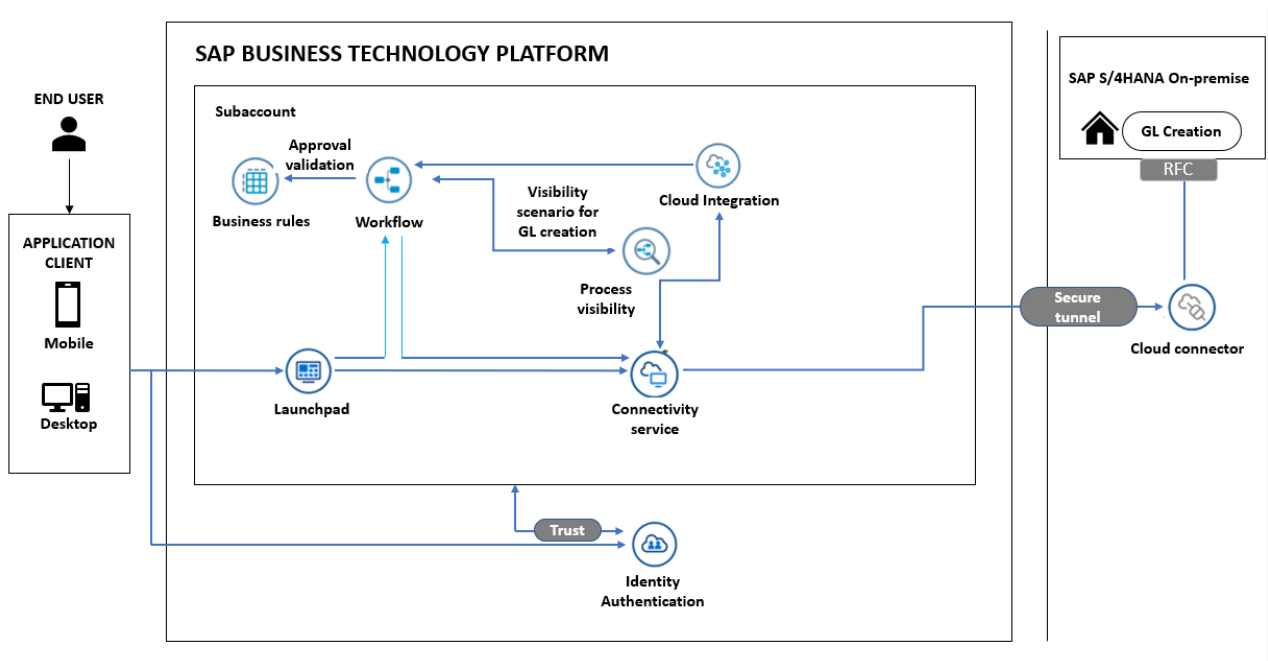 SAP BUSINESS TECHNOLOGY PLATFORM
END USER
APPLICATION
CLIENT
Mobile
Desktop
Subaccount
Approval
validation
Business rules
Workflow
Visibility
scenario for
GL creation
Cloud Integration
Process
visibility
Launchpad
Connectivity
service
Trust
Identity
Authentication
SAP S/4HANA On-premise
GL Creation
RFC
Secure
tunnel
Cloud connector